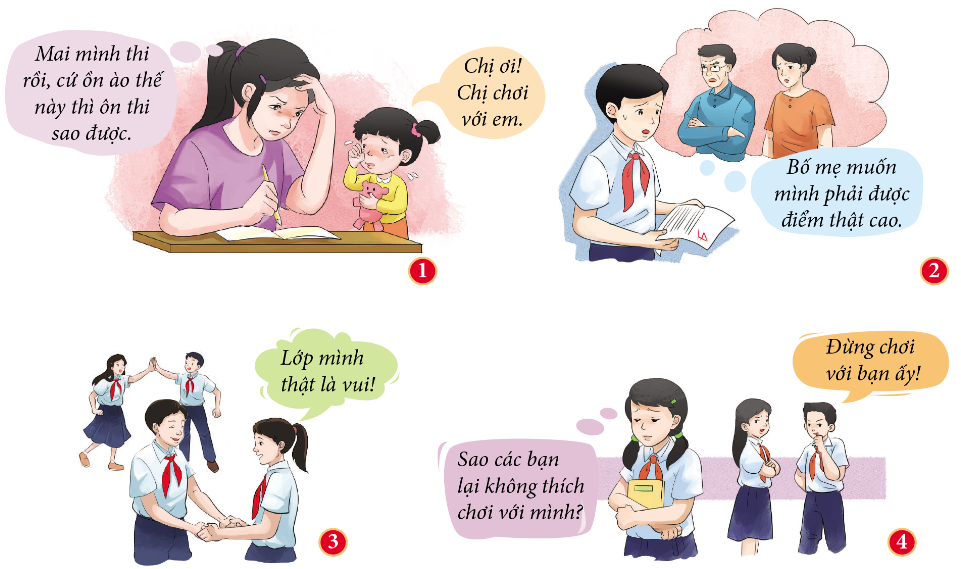 Mai mình thi
rồi, cứ ồn ào thế
này thì ôn thi
sao được.
Chị ơi!
Chị chơi
với em.
1
Bố mẹ muốn
mình phải được
điểm thật cao.
2
Lớp mình
thật là vui!
3
Đừng chơi
với bạn ấy!
Sao các bạn
lại không thích
chơi với mình?
4